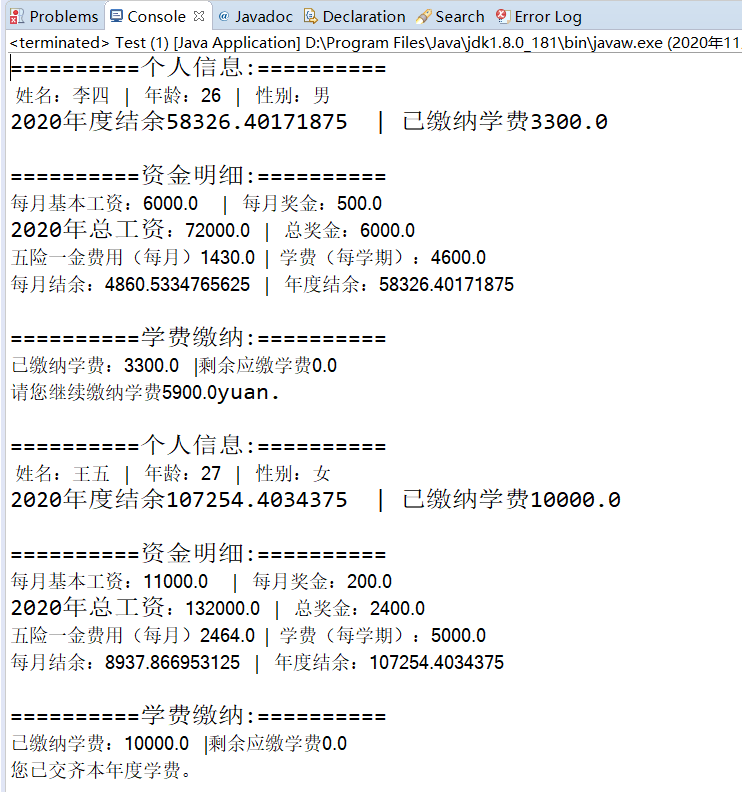 Problems Console @ Javadoc Declaration Search Error Log
<terminated> Test (1) [Java Application] D:\Program Files\Java\jdk1.8.0_181\bin\javaw.exe (2020年11
==========个人信息:==========
姓名：李四 | 年龄：26 | 性别：男
2020年度结余58326.40171875 | 已缴纳学费3300.0
==========资金明细:==========
每月基本工资：6000.0 | 每月奖金：500.0
2020年总工资：72000.0 | 总奖金：6000.0
五险一金费用（每月）1430.0 | 学费（每学期）：4600.0
每月结余：4860.5334765625 | 年度结余：58326.40171875
==========学费缴纳:==========
已缴纳学费：3300.0 |剩余应缴学费0.0
请您继续缴纳学费5900.0yuan.
==========个人信息:==========
姓名：王五 | 年龄：27 | 性别：女
2020年度结余107254.4034375 | 已缴纳学费10000.0
==========资金明细:==========
每月基本工资：11000.0 | 每月奖金：200.0
2020年总工资：132000.0 | 总奖金：2400.0
五险一金费用（每月）2464.0 | 学费（每学期）：5000.0
每月结余：8937.866953125 | 年度结余：107254.4034375
==========学费缴纳:==========
已缴纳学费：10000.0 |剩余应缴学费0.0
您已交齐本年度学费。